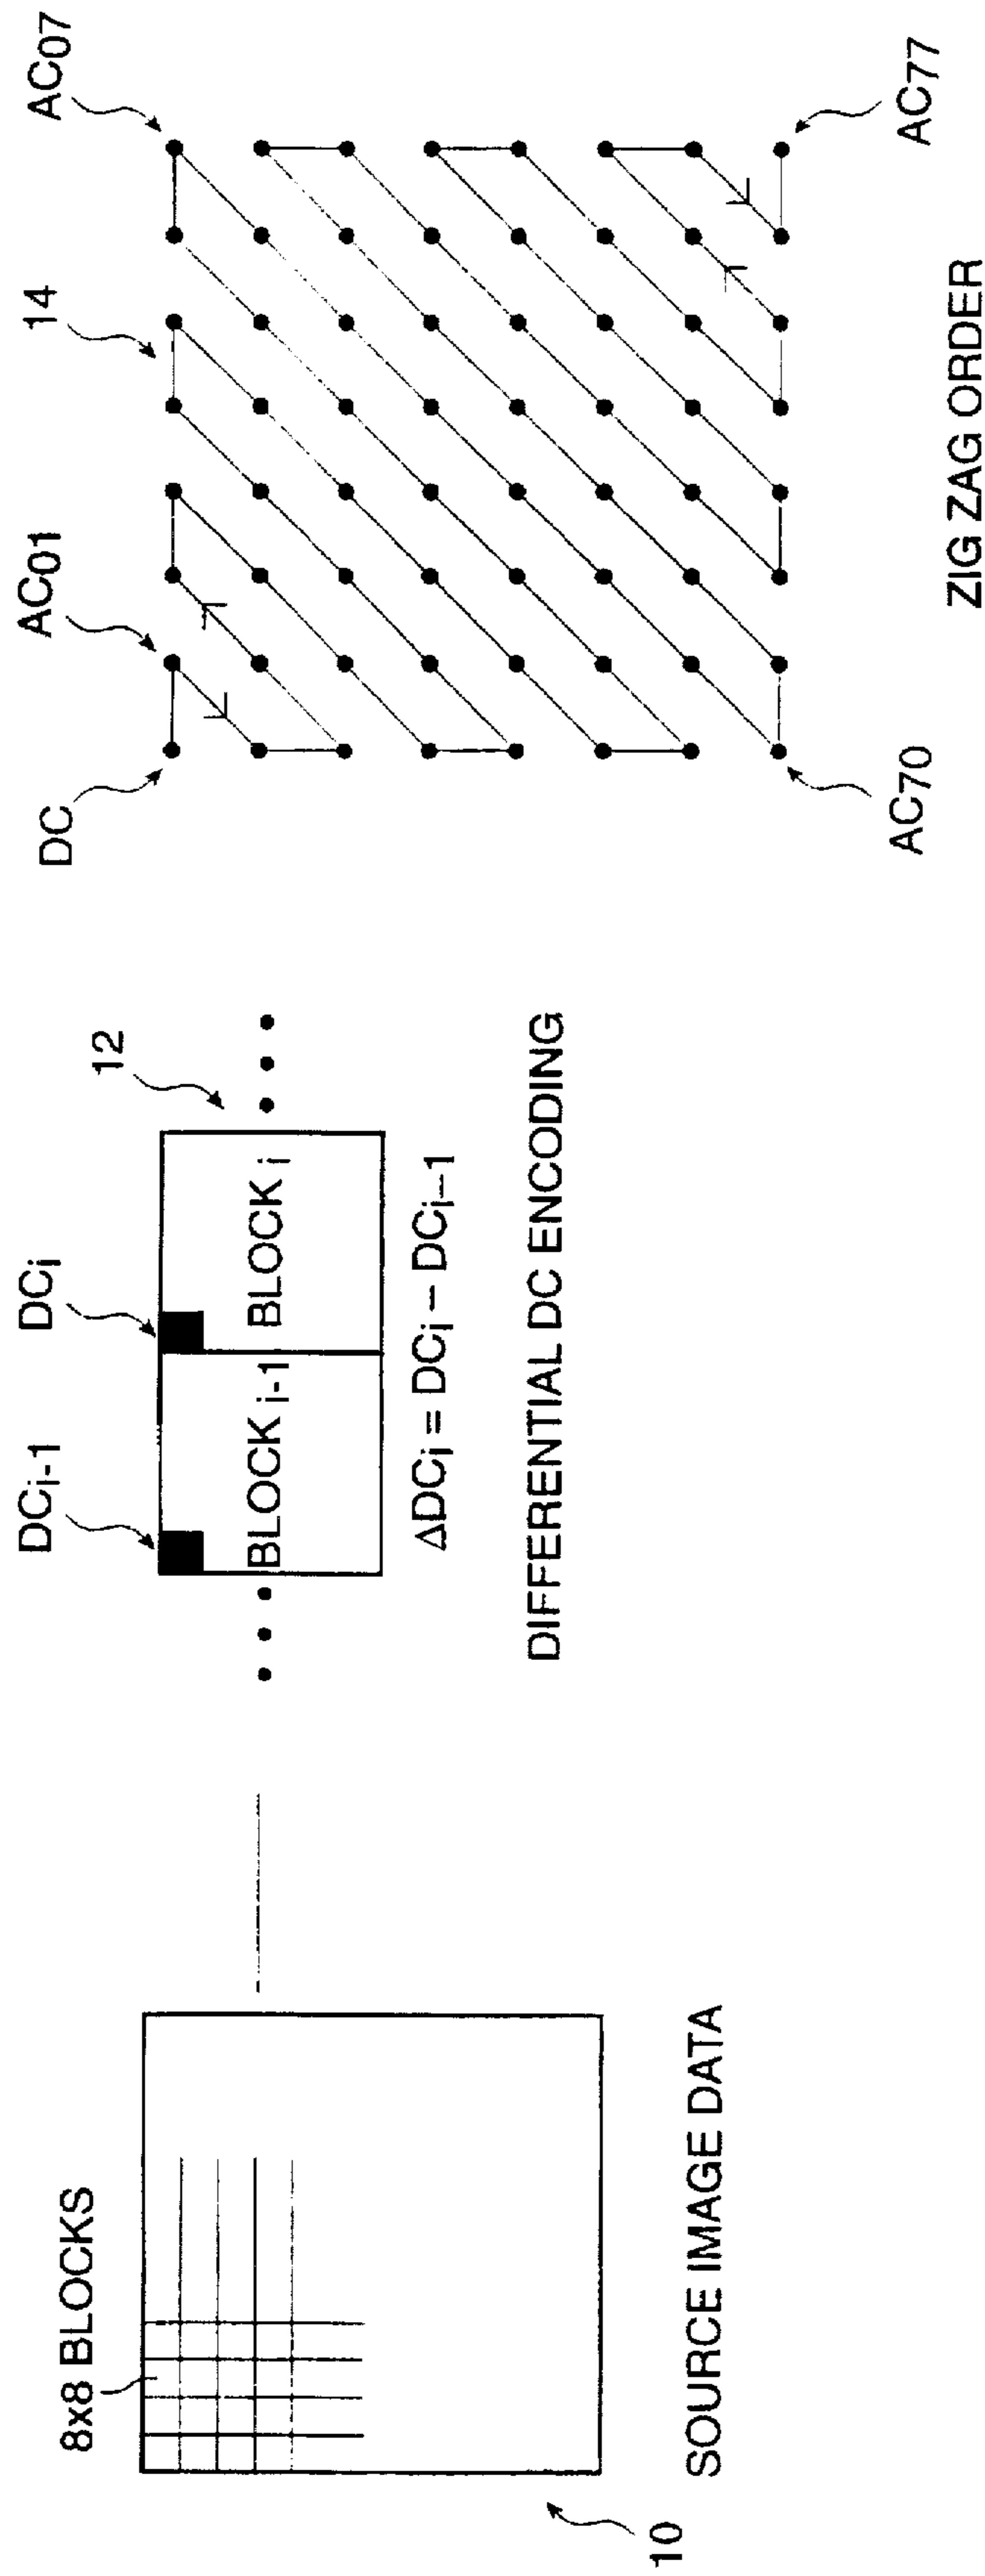 8x8 BLOCKS
10
SOURCE IMAGE DATA
DCi-1
DCi
12
BLOCK i-1
BLOCK i
ΔDCi = DCi – DCi–1
DIFFERENTIAL DC ENCODING
DC
AC01
14
AC07
AC70
AC77
ZIG ZAG ORDER